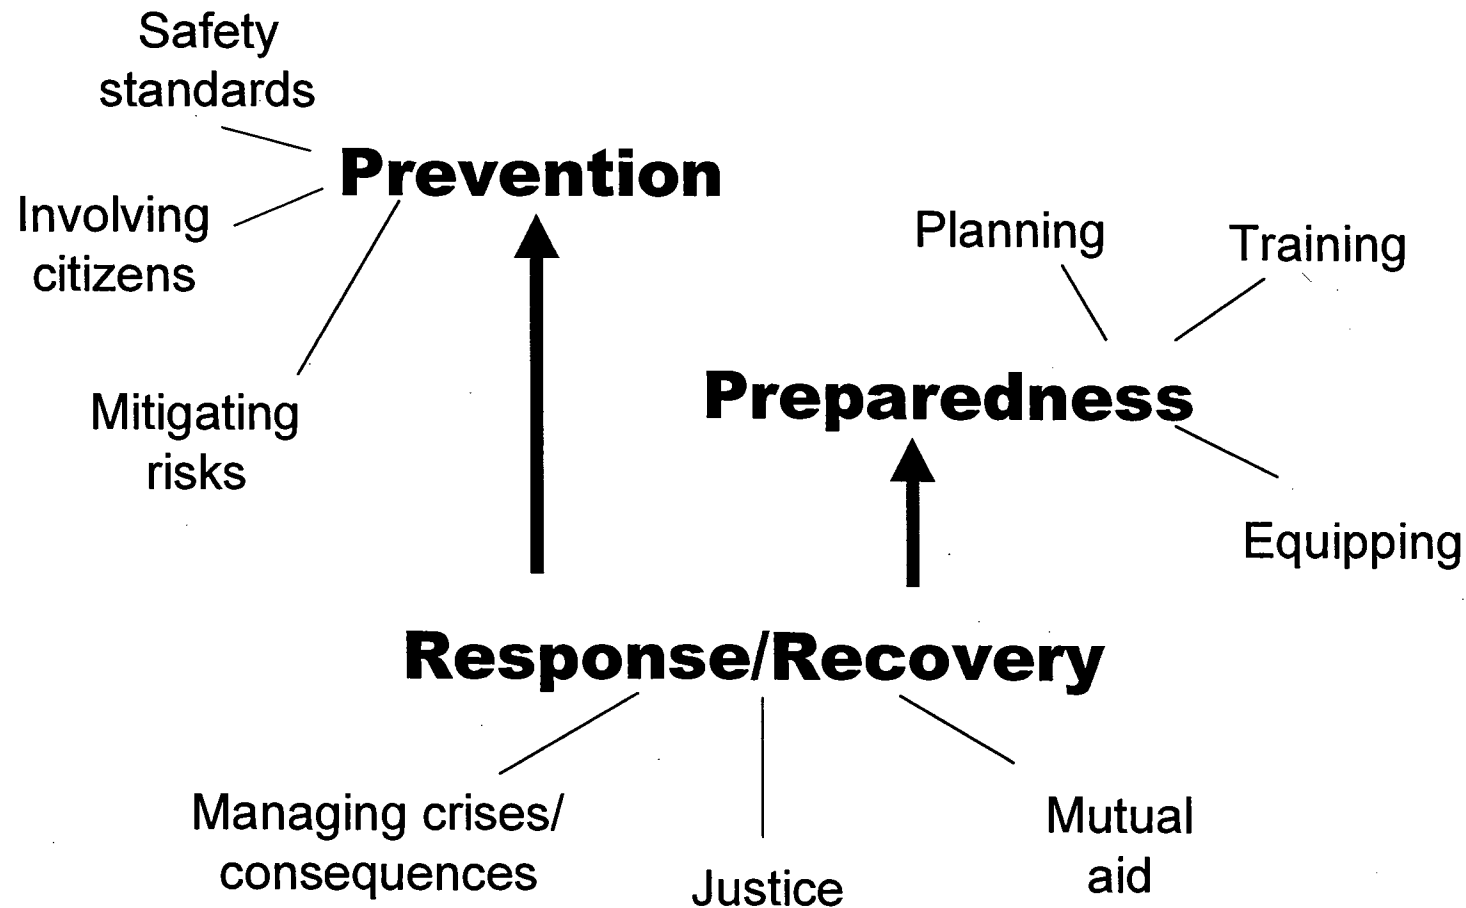 Safety
standards
Prevention
Involving
citizens
Mitigating
risks
Planning
Training
Preparedness
Equipping
Response/Recovery
Managing crises/
consequences
Justice
Mutual
aid